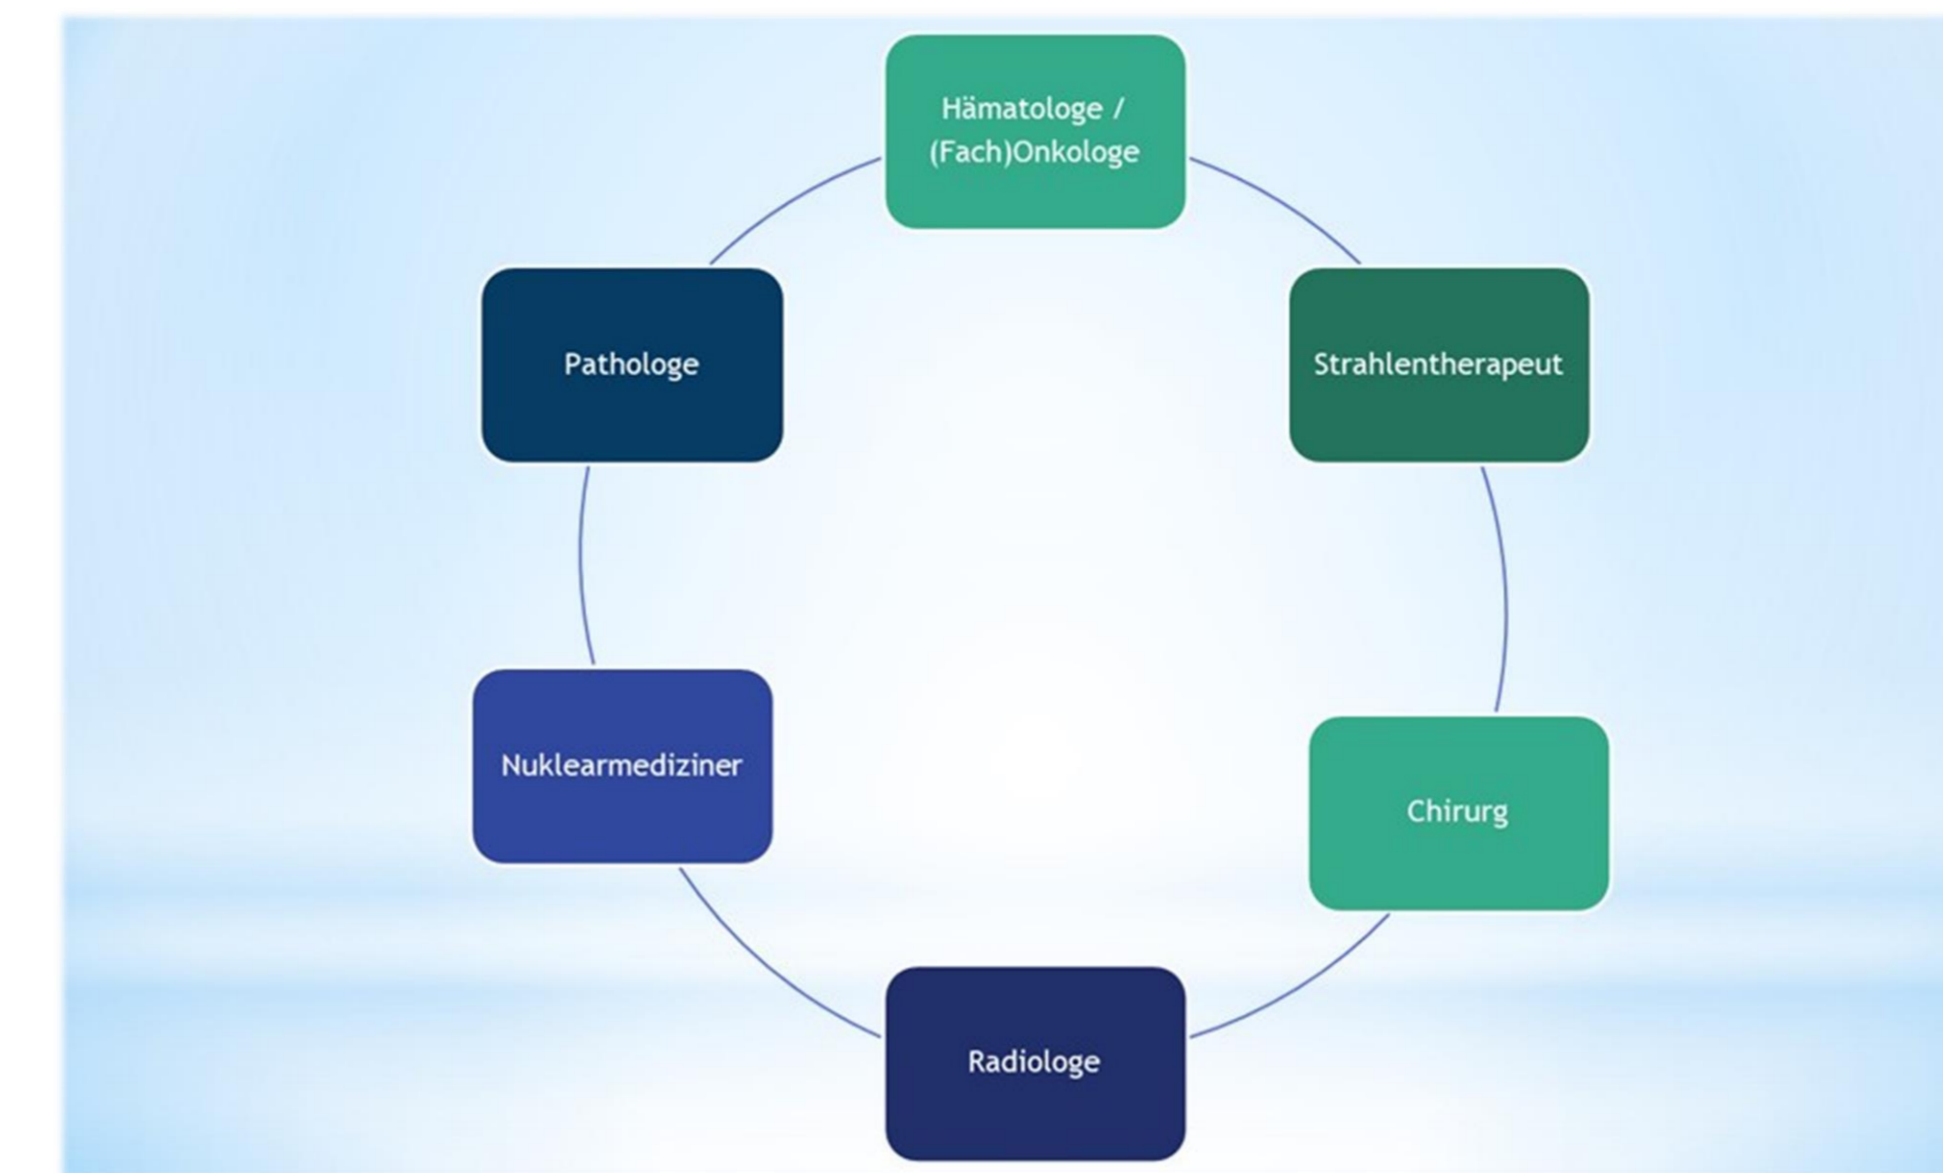 Hämatologe /
(Fach)Onkologe
Pathologe
Strahlentherapeut
Nuklearmediziner
Chirurg
Radiologe